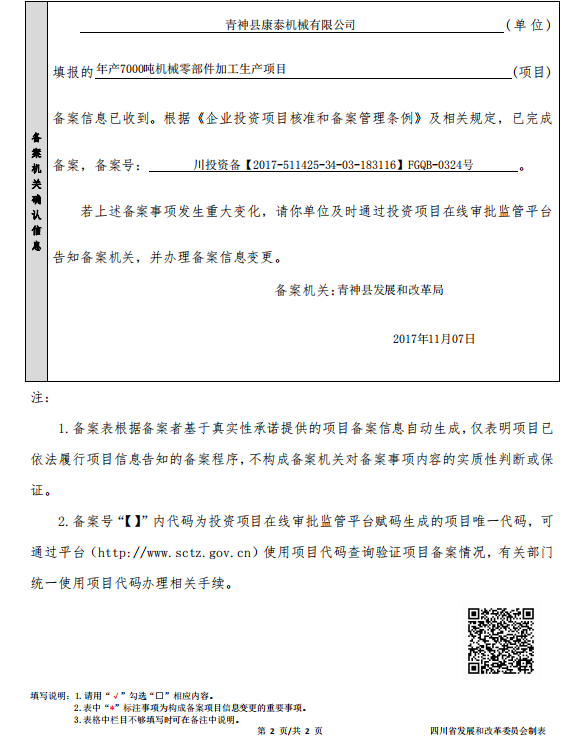 青神县康泰机械有限公司 (单位)
填报的 年产7000吨机械零部件加工生产项目 (项目)
备案信息已收到。根据《企业投资项目核准和备案管理条例》及相关规定，已完成
备案，备案号： 川投资备【2017-511425-34-03-183116】FGQB-0324号 。
备案机关确认信息
若上述备案事项发生重大变化，请你单位及时通过投资项目在线审批监管平台
告知备案机关，并办理备案信息变更。
备案机关:青神县发展和改革局
2017年11月07日
注：
1.备案表根据备案者基于真实性承诺提供的项目备案信息自动生成，仅表明项目已
依法履行项目信息告知的备案程序，不构成备案机关对备案事项内容的实质性判断或保
证。
2.备案号“【】”内代码为投资项目在线审批监管平台赋码生成的项目唯一代码，可
通过平台（http://www.sctz.gov.cn）使用项目代码查询验证项目备案情况，有关部门
统一使用项目代码办理相关手续。
填写说明：1.请用“√”勾选“□”相应内容。
2.表中“*”标注事项为构成备案项目信息变更的重要事项。
3.表格中栏目不够填写时可在备注中说明。
第 2 页/共 2 页 四川省发展和改革委员会制表